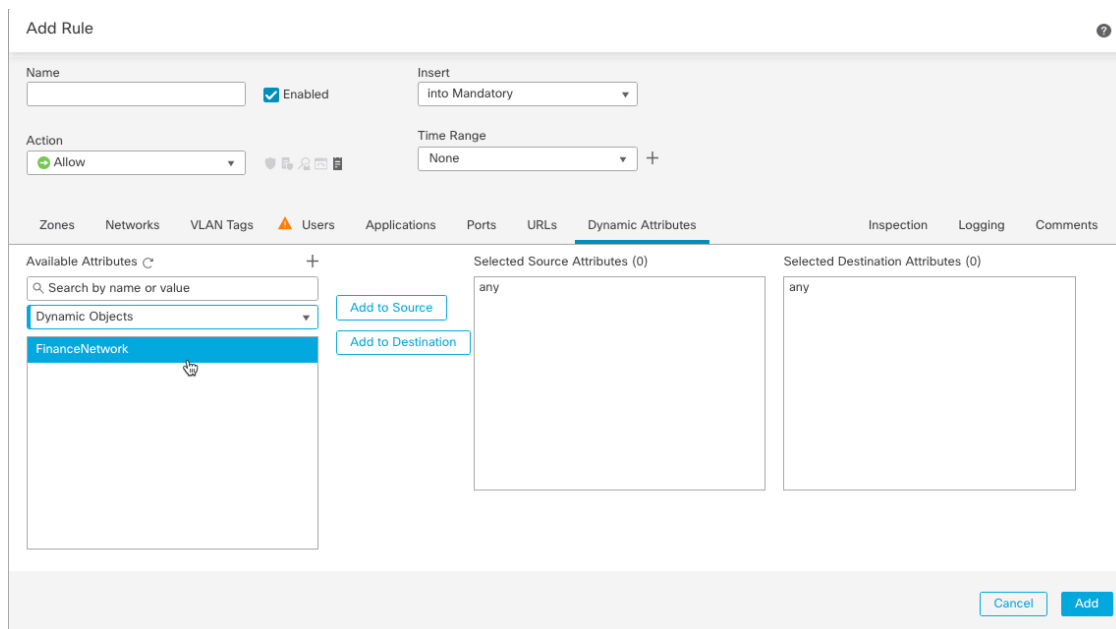 Add Rule
?
Name
Insert
Enabled
into Mandatory
Action
Time Range
Allow
None
Zones Networks VLAN Tags Users Applications Ports URLs Dynamic Attributes Inspection Logging Comments
Available Attributes
Selected Source Attributes (0)
Selected Destination Attributes (0)
Search by name or value
any
any
Add to Source
Dynamic Objects
Add to Destination
FinanceNetwork
Cancel
Add